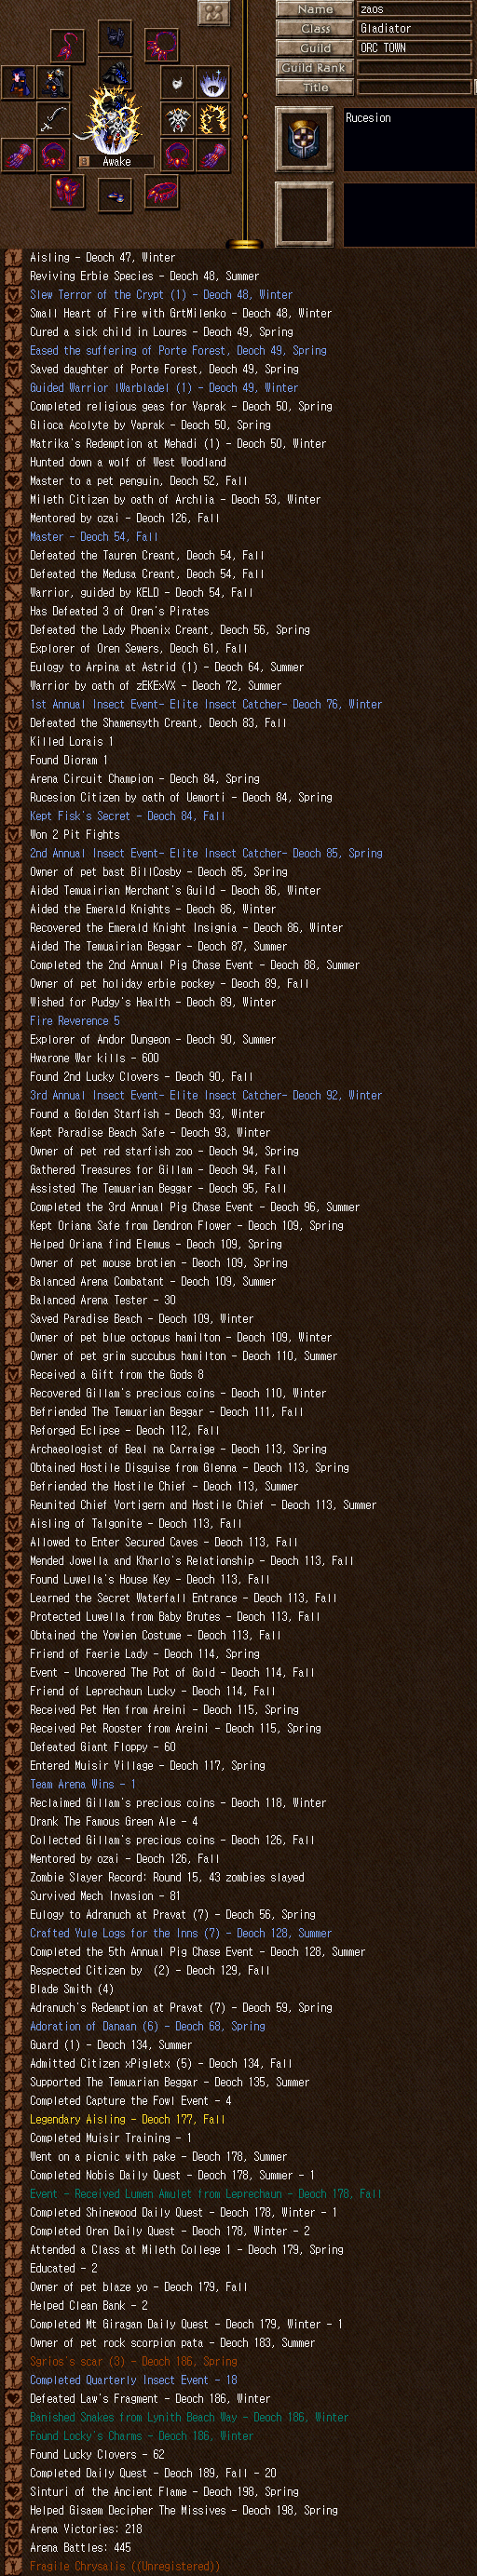 Name zaos
Class Gladiator
Guild ORC TOWN
Guild Rank
Title
Rucesion
Awake
Aisling - Deoch 47, Winter
Reviving Erbie Species - Deoch 48, Summer
Slew Terror of the Crypt (1) - Deoch 48, Winter
Small Heart of Fire with GrtMilenko - Deoch 48, Winter
Cured a sick child in Loures - Deoch 49, Spring
Eased the suffering of Porte Forest, Deoch 49, Spring
Saved daughter of Porte Forest, Deoch 49, Spring
Guided Warrior lWarbladel (1) - Deoch 49, Winter
Completed religious geas for Vaprak - Deoch 50, Spring
Glioca Acolyte by Vaprak - Deoch 50, Spring
Matrika's Redemption at Mehadi (1) - Deoch 50, Winter
Hunted down a wolf of West Woodland
Master to a pet penguin, Deoch 52, Fall
Mileth Citizen by oath of Archlia - Deoch 53, Winter
Mentored by ozai - Deoch 126, Fall
Master - Deoch 54, Fall
Defeated the Tauren Creant, Deoch 54, Fall
Defeated the Medusa Creant, Deoch 54, Fall
Warrior, guided by KELD - Deoch 54, Fall
Has Defeated 3 of Oren's Pirates
Defeated the Lady Phoenix Creant, Deoch 56, Spring
Explorer of Oren Sewers, Deoch 61, Fall
Eulogy to Arpina at Astrid (1) - Deoch 64, Summer
Warrior by oath of zEKExVX - Deoch 72, Summer
1st Annual Insect Event- Elite Insect Catcher- Deoch 76, Winter
Defeated the Shamensyth Creant, Deoch 83, Fall
Killed Lorais 1
Found Dioram 1
Arena Circuit Champion - Deoch 84, Spring
Rucesion Citizen by oath of Uemorti - Deoch 84, Spring
Kept Fisk's Secret - Deoch 84, Fall
Won 2 Pit Fights
2nd Annual Insect Event- Elite Insect Catcher- Deoch 85, Spring
Owner of pet bast BillCosby - Deoch 85, Spring
Aided Temuairian Merchant's Guild - Deoch 86, Winter
Aided the Emerald Knights - Deoch 86, Winter
Recovered the Emerald Knight Insignia - Deoch 86, Winter
Aided The Temuairian Beggar - Deoch 87, Summer
Completed the 2nd Annual Pig Chase Event - Deoch 88, Summer
Owner of pet holiday erbie pockey - Deoch 89, Fall
Wished for Pudgy's Health - Deoch 89, Winter
Fire Reverence 5
Explorer of Andor Dungeon - Deoch 90, Summer
Hwarone War kills - 600
Found 2nd Lucky Clovers - Deoch 90, Fall
3rd Annual Insect Event- Elite Insect Catcher- Deoch 92, Winter
Found a Golden Starfish - Deoch 93, Winter
Kept Paradise Beach Safe - Deoch 93, Winter
Owner of pet red starfish zoo - Deoch 94, Spring
Gathered Treasures for Gillam - Deoch 94, Fall
Assisted The Temuarian Beggar - Deoch 95, Fall
Completed the 3rd Annual Pig Chase Event - Deoch 96, Summer
Kept Oriana Safe from Dendron Flower - Deoch 109, Spring
Helped Oriana find Elemus - Deoch 109, Spring
Owner of pet mouse brotien - Deoch 109, Spring
Balanced Arena Combatant - Deoch 109, Summer
Balanced Arena Tester - 30
Saved Paradise Beach - Deoch 109, Winter
Owner of pet blue octopus hamilton - Deoch 109, Winter
Owner of pet grim succubus hamilton - Deoch 110, Summer
Received a Gift from the Gods 8
Recovered Gillam's precious coins - Deoch 110, Winter
Befriended The Temuarian Beggar - Deoch 111, Fall
Reforged Eclipse - Deoch 112, Fall
Archaeologist of Beal na Carraige - Deoch 113, Spring
Obtained Hostile Disguise from Glenna - Deoch 113, Spring
Befriended the Hostile Chief - Deoch 113, Summer
Reunited Chief Vortigern and Hostile Chief - Deoch 113, Summer
Aisling of Talgonite - Deoch 113, Fall
Allowed to Enter Secured Caves - Deoch 113, Fall
Mended Jowella and Kharlo's Relationship - Deoch 113, Fall
Found Luwella's House Key - Deoch 113, Fall
Learned the Secret Waterfall Entrance - Deoch 113, Fall
Protected Luwella from Baby Brutes - Deoch 113, Fall
Obtained the Yowien Costume - Deoch 113, Fall
Friend of Faerie Lady - Deoch 114, Spring
Event - Uncovered The Pot of Gold - Deoch 114, Fall
Friend of Leprechaun Lucky - Deoch 114, Fall
Received Pet Hen from Areini - Deoch 115, Spring
Received Pet Rooster from Areini - Deoch 115, Spring
Defeated Giant Floppy - 60
Entered Muisir Village - Deoch 117, Spring
Team Arena Wins - 1
Reclaimed Gillam's precious coins - Deoch 118, Winter
Drank The Famous Green Ale - 4
Collected Gillam's precious coins - Deoch 126, Fall
Mentored by ozai - Deoch 126, Fall
Zombie Slayer Record: Round 15, 43 zombies slayed
Survived Mech Invasion - 81
Eulogy to Adranuch at Pravat (7) - Deoch 56, Spring
Crafted Yule Logs for the Inns (7) - Deoch 128, Summer
Completed the 5th Annual Pig Chase Event - Deoch 128, Summer
Respected Citizen by  (2) - Deoch 129, Fall
Blade Smith (4)
Adranuch's Redemption at Pravat (7) - Deoch 59, Spring
Adoration of Danaan (6) - Deoch 68, Spring
Guard (1) - Deoch 134, Summer
Admitted Citizen xPigletx (5) - Deoch 134, Fall
Supported The Temuarian Beggar - Deoch 135, Summer
Completed Capture the Fowl Event - 4
Legendary Aisling - Deoch 177, Fall
Completed Muisir Training - 1
Went on a picnic with pake - Deoch 178, Summer
Completed Nobis Daily Quest - Deoch 178, Summer - 1
Event - Received Lumen Amulet from Leprechaun - Deoch 178, Fall
Completed Shinewood Daily Quest - Deoch 178, Winter - 1
Completed Oren Daily Quest - Deoch 178, Winter - 2
Attended a Class at Mileth College 1 - Deoch 179, Spring
Educated - 2
Owner of pet blaze yo - Deoch 179, Fall
Helped Clean Bank - 2
Completed Mt Giragan Daily Quest - Deoch 179, Winter - 1
Owner of pet rock scorpion pata - Deoch 183, Summer
Sgrios's scar (3) - Deoch 186, Spring
Completed Quarterly Insect Event - 18
Defeated Law's Fragment - Deoch 186, Winter
Banished Snakes from Lynith Beach Way - Deoch 186, Winter
Found Locky's Charms - Deoch 186, Winter
Found Lucky Clovers - 62
Completed Daily Quest - Deoch 189, Fall - 20
Sinturi of the Ancient Flame - Deoch 198, Spring
Helped Gisaem Decipher The Missives - Deoch 198, Spring
Arena Victories: 218
Arena Battles: 445
Fragile Chrysalis ((Unregistered))